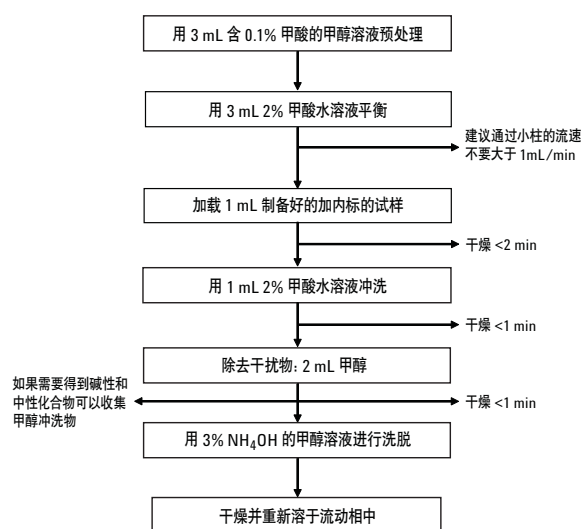 用 3 mL 含 0.1% 甲酸的甲醇溶液预处理
用 3 mL 2% 甲酸水溶液平衡
建议通过小柱的流速
不要大于 1mL/min
加载 1 mL 制备好的加内标的试样
干燥 <2 min
用 1 mL 2% 甲酸水溶液冲洗
干燥 <1 min
除去干扰物: 2 mL 甲醇
如果需要得到碱性和
中性化合物可以收集
甲醇冲洗物
干燥 <1 min
用 3% NH₄OH 的甲醇溶液进行洗脱
干燥并重新溶于流动相中